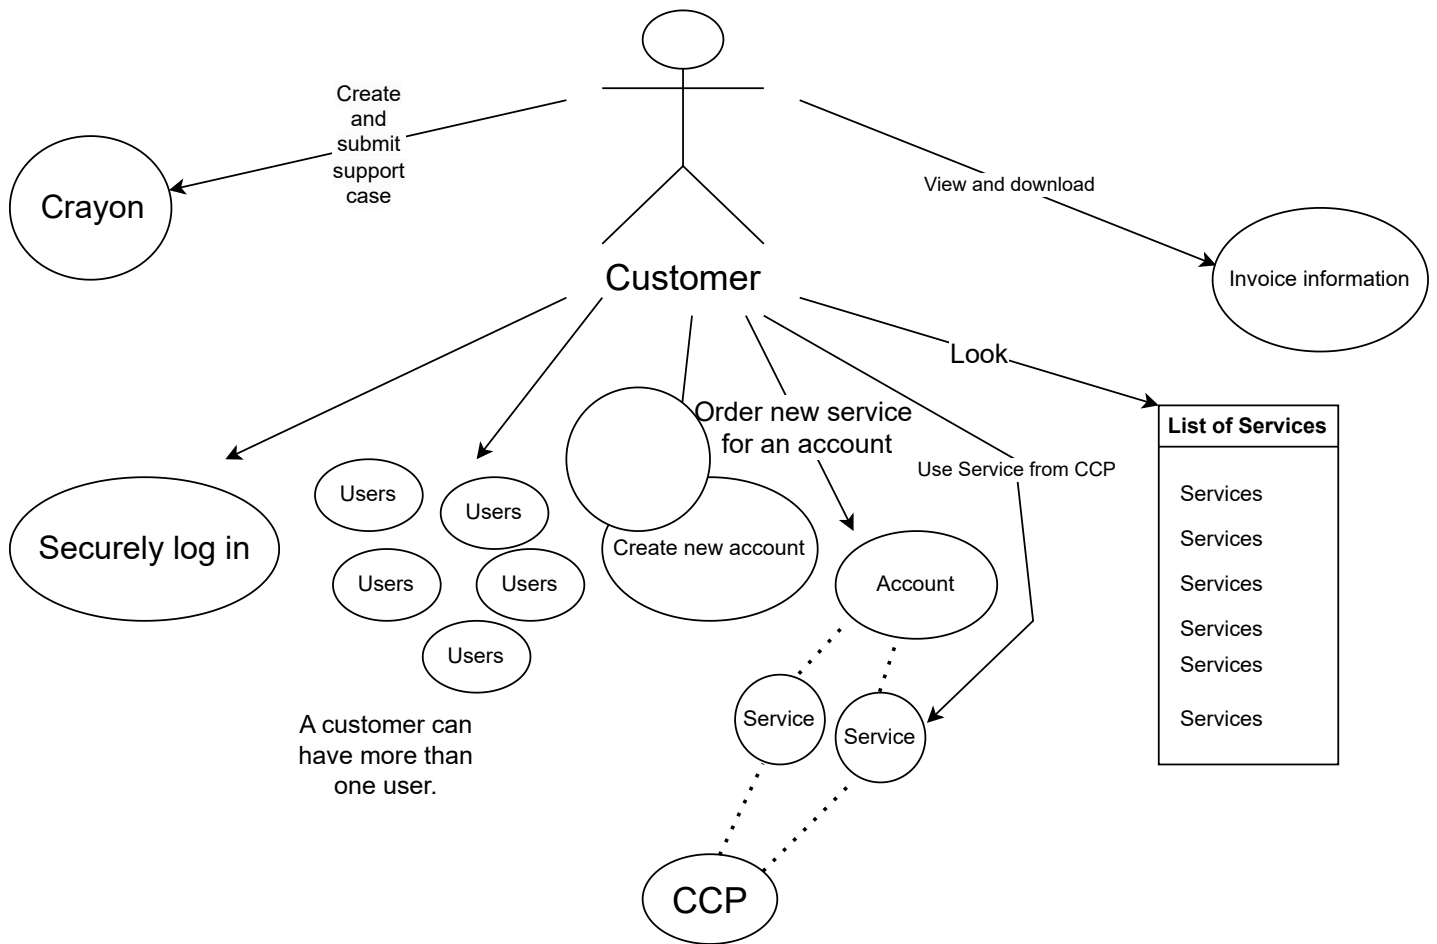 Create
and
submit
support
case
Crayon
View and download
Invoice information
Customer
Look
Order new service
for an account
Use Service from CCP
List of Services
Services
Services
Services
Services
Services
Services
Securely log in
Users
Users
Users
Users
Users
A customer can
have more than
one user.
Create new account
Account
Service
Service
CCP